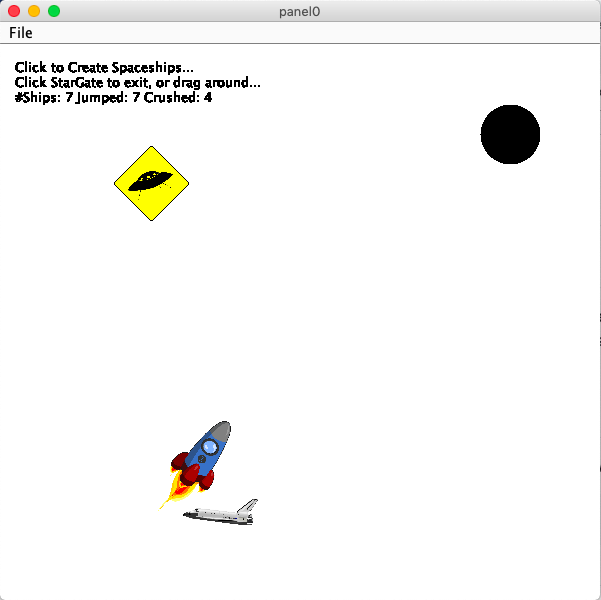 panel0
File
Click to Create Spaceships...
Click StarGate to exit, or drag around...
#Ships: 7 Jumped: 7 Crushed: 4